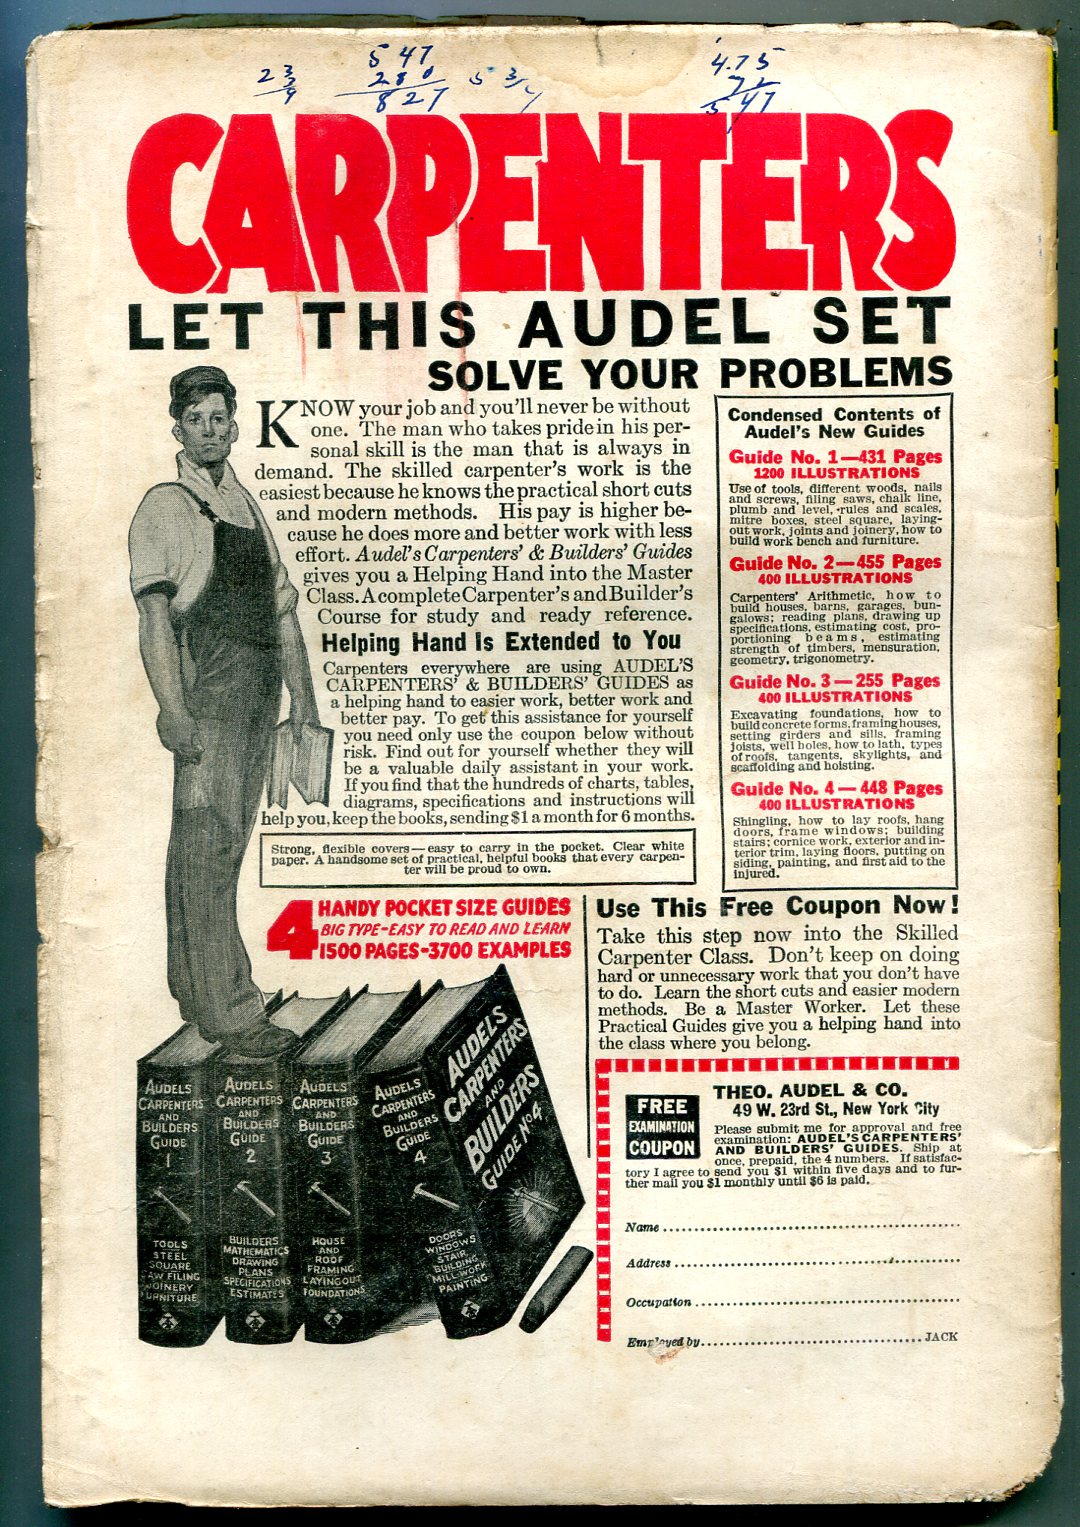 5 47
2 8 0
8 2 7
4.75
72
5 47
CARPENTERS
LET THIS AUDEL SET
SOLVE YOUR PROBLEMS
KNOW your job and you'll never be without
one. The man who takes pride in his per-
sonal skill is the man that is always in
demand. The skilled carpenter's work is the
easiest because he knows the practical short cuts
and modern methods. His pay is higher be-
cause he does more and better work with less
effort. Audel's Carpenters' & Builders' Guides
gives you a Helping Hand into the Master
Class. A complete Carpenter's and Builder's
Course for study and ready reference.
Helping Hand Is Extended to You
Carpenters everywhere are using AUDEL'S
CARPENTERS' & BUILDERS' GUIDES as
a helping hand to easier work, better work and
better pay. To get this assistance for yourself
you need only use the coupon below without
risk. Find out for yourself whether they will
be a valuable daily assistant in your work.
If you find that the hundreds of charts, tables,
diagrams, specifications and instructions will
help you, keep the books, sending $1 a month for 6 months.
Strong, flexible covers—easy to carry in the pocket. Clear white
paper. A handsome set of practical, helpful books that every carpen-
ter will be proud to own.
Condensed Contents of
Audel's New Guides
Guide No. 1—431 Pages
1200 ILLUSTRATIONS
Use of tools, different woods, nails
and screws, filing saws, chalk line,
plumb and level, rules and scales,
mitre boxes, steel square, laying-
out work, joints and joinery, how to
build work bench and furniture.
Guide No. 2—455 Pages
400 ILLUSTRATIONS
Carpenters' Arithmetic, how to
build houses, barns, garages, bun-
galows; reading plans, drawing up
specifications, estimating cost, pro-
portioning beams, estimating
strength of timbers, mensuration,
geometry, trigonometry.
Guide No. 3—255 Pages
400 ILLUSTRATIONS
Excavating foundations, how to
build concrete forms, framing houses,
setting girders and sills, framing
joists, well holes, how to lath, types
of roofs, tangents, skylights, and
scaffolding and hoisting.
Guide No. 4—448 Pages
400 ILLUSTRATIONS
Shingling, how to lay roofs, hang
doors, frame windows; building
stairs; cornice work, exterior and in-
terior trim, laying floors, putting on
siding, painting, and first aid to the
injured.
4 HANDY POCKET SIZE GUIDES
BIG TYPE-EASY TO READ AND LEARN
1500 PAGES-3700 EXAMPLES
AUDELS
CARPENTERS
AND
BUILDERS
GUIDE
1
TOOLS
STEEL
SQUARE
SAW FILING
JOINERY
FURNITURE
AUDELS
CARPENTERS
AND
BUILDERS
GUIDE
2
BUILDERS
MATHEMATICS
DRAWING
PLANS
SPECIFICATIONS
ESTIMATES
AUDELS
CARPENTERS
AND
BUILDERS
GUIDE
3
HOUSE
AND
ROOF
FRAMING
LAYING OUT
FOUNDATIONS
AUDELS
CARPENTERS
AND
BUILDERS
GUIDE
4
DOORS
WINDOWS
STAIR
BUILDING
MILLWORK
PAINTING
AUDELS
CARPENTERS
AND
BUILDERS
GUIDE No 4
Use This Free Coupon Now!
Take this step now into the Skilled
Carpenter Class. Don't keep on doing
hard or unnecessary work that you don't have
to do. Learn the short cuts and easier modern
methods. Be a Master Worker. Let these
Practical Guides give you a helping hand into
the class where you belong.
FREE
EXAMINATION
COUPON
THEO. AUDEL & CO.
49 W. 23rd St., New York City
Please submit me for approval and free
examination: AUDEL'S CARPENTERS'
AND BUILDERS' GUIDES. Ship at
once, prepaid, the 4 numbers. If satisfac-
tory I agree to send you $1 within five days and to fur-
ther mail you $1 monthly until $6 is paid.
Name
Address
Occupation
Employed by JACK